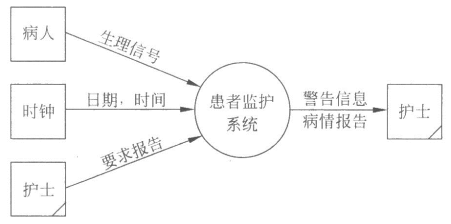 病人
生理信号
时钟
日期，时间
患者监护
系统
警告信息
病情报告
护士
要求报告
护士